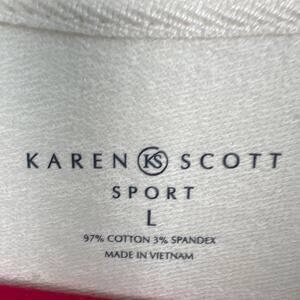 KAREN KS SCOTT
SPORT
L
97% COTTON 3% SPANDEX
MADE IN VIETNAM